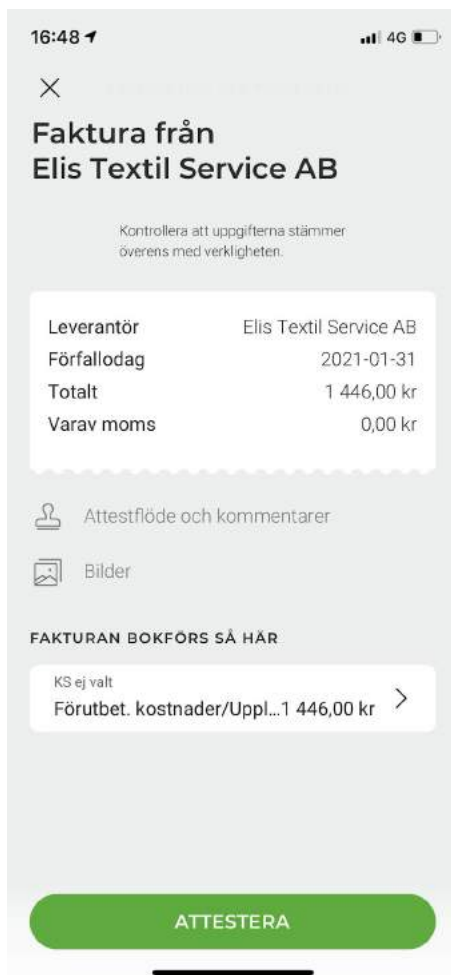 16:48
4G
Faktura från
Elis Textil Service AB
Kontrollera att uppgifterna stämmer
överens med verkligheten.
Leverantör Elis Textil Service AB
Förfallodag 2021-01-31
Totalt 1 446,00 kr
Varav moms 0,00 kr
Attestflöde och kommentarer
Bilder
FAKTURAN BOKFÖRS SÅ HÄR
KS ej valt
Förutbet. kostnader/Uppl...1 446,00 kr
ATTESTERA